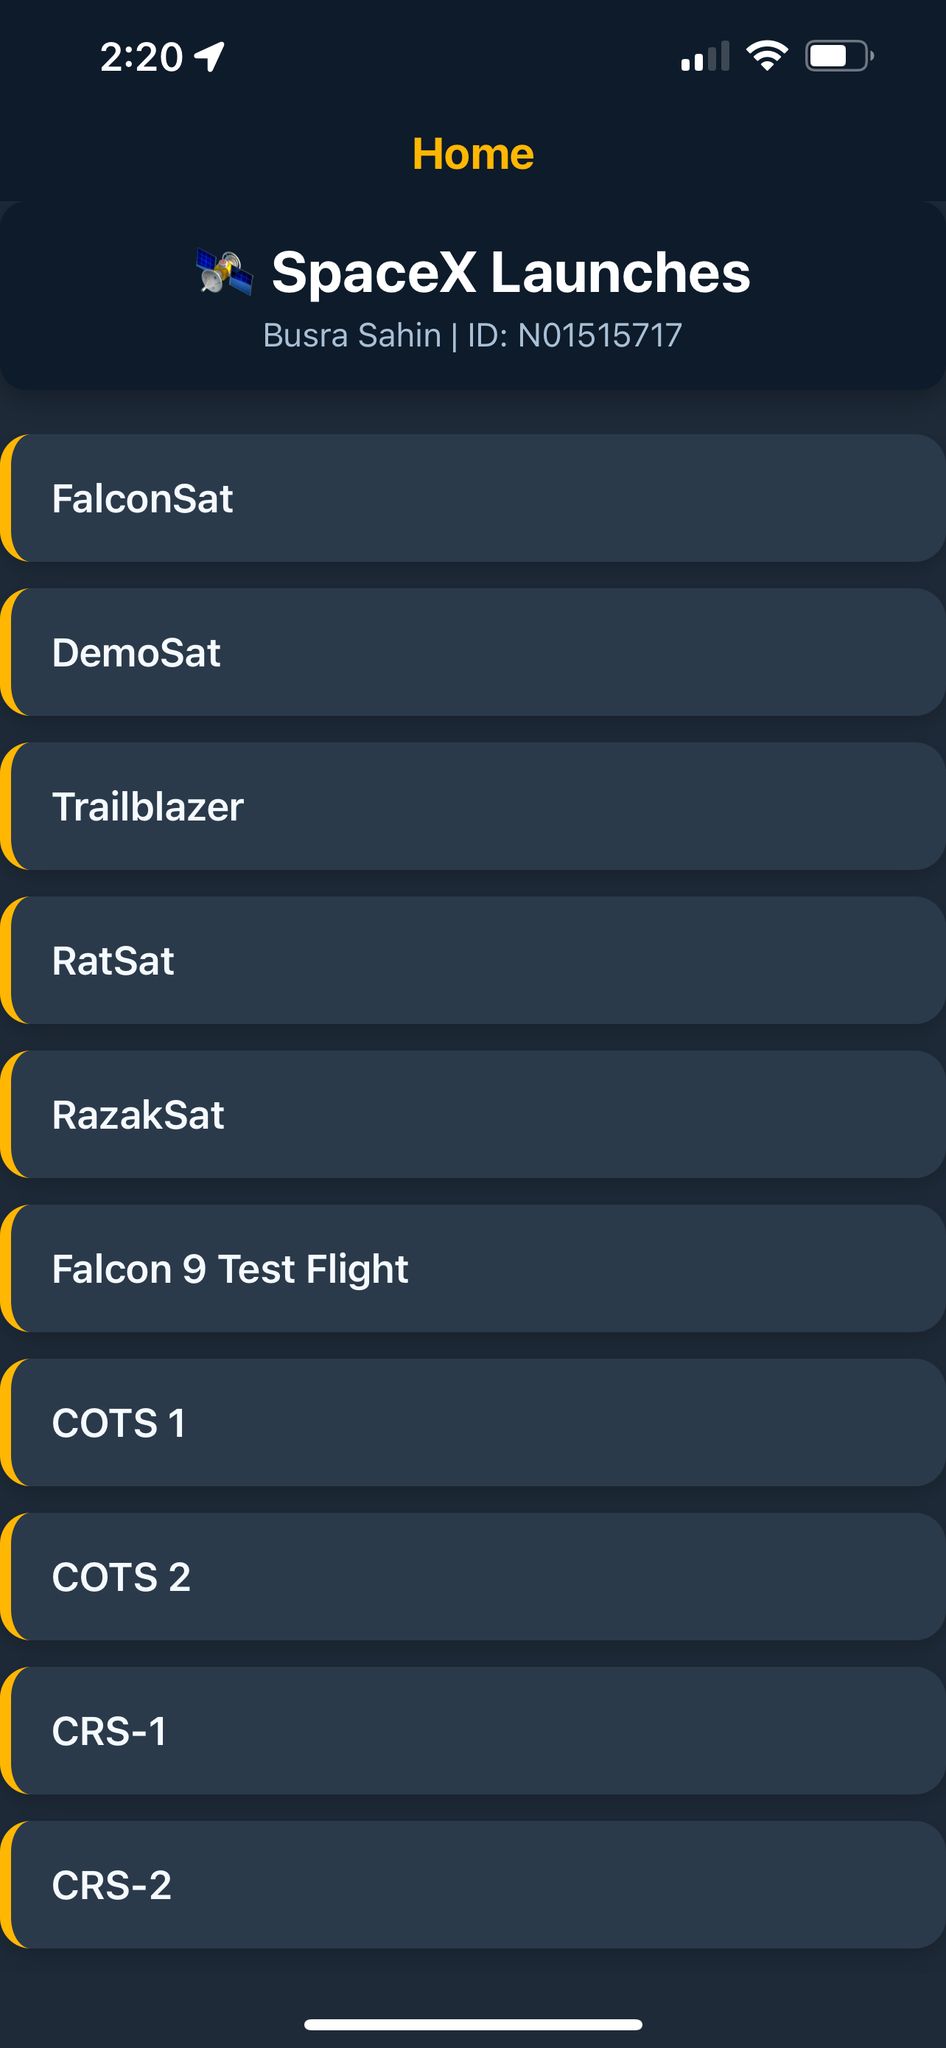 2:20
Home
🛰️ SpaceX Launches
Busra Sahin | ID: N01515717
FalconSat
DemoSat
Trailblazer
RatSat
RazakSat
Falcon 9 Test Flight
COTS 1
COTS 2
CRS-1
CRS-2